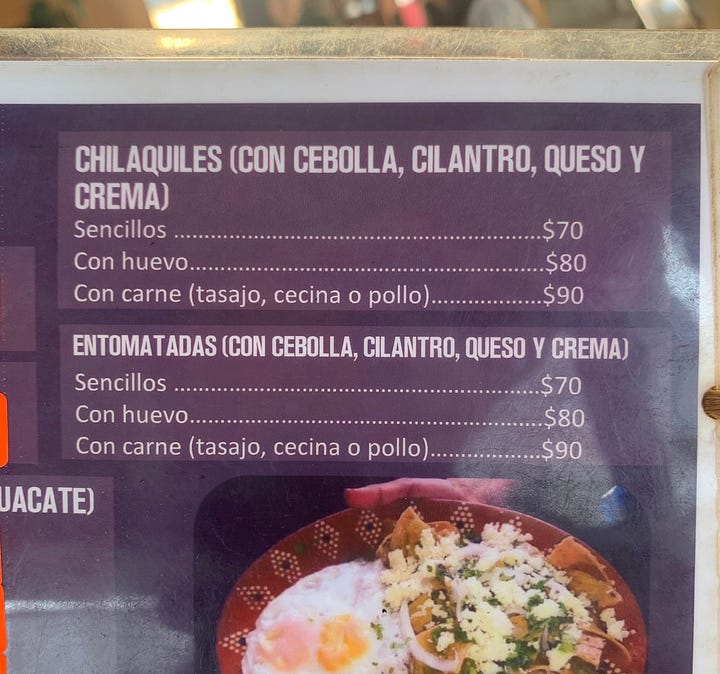 CHILAQUILES (CON CEBOLLA, CILANTRO, QUESO Y
CREMA)
Sencillos ........................................................$70
Con huevo......................................................$80
Con carne (tasajo, cecina o pollo).................$90
ENTOMATADAS (CON CEBOLLA, CILANTRO, QUESO Y CREMA)
Sencillos ........................................................$70
Con huevo......................................................$80
Con carne (tasajo, cecina o pollo).................$90
UACATE)